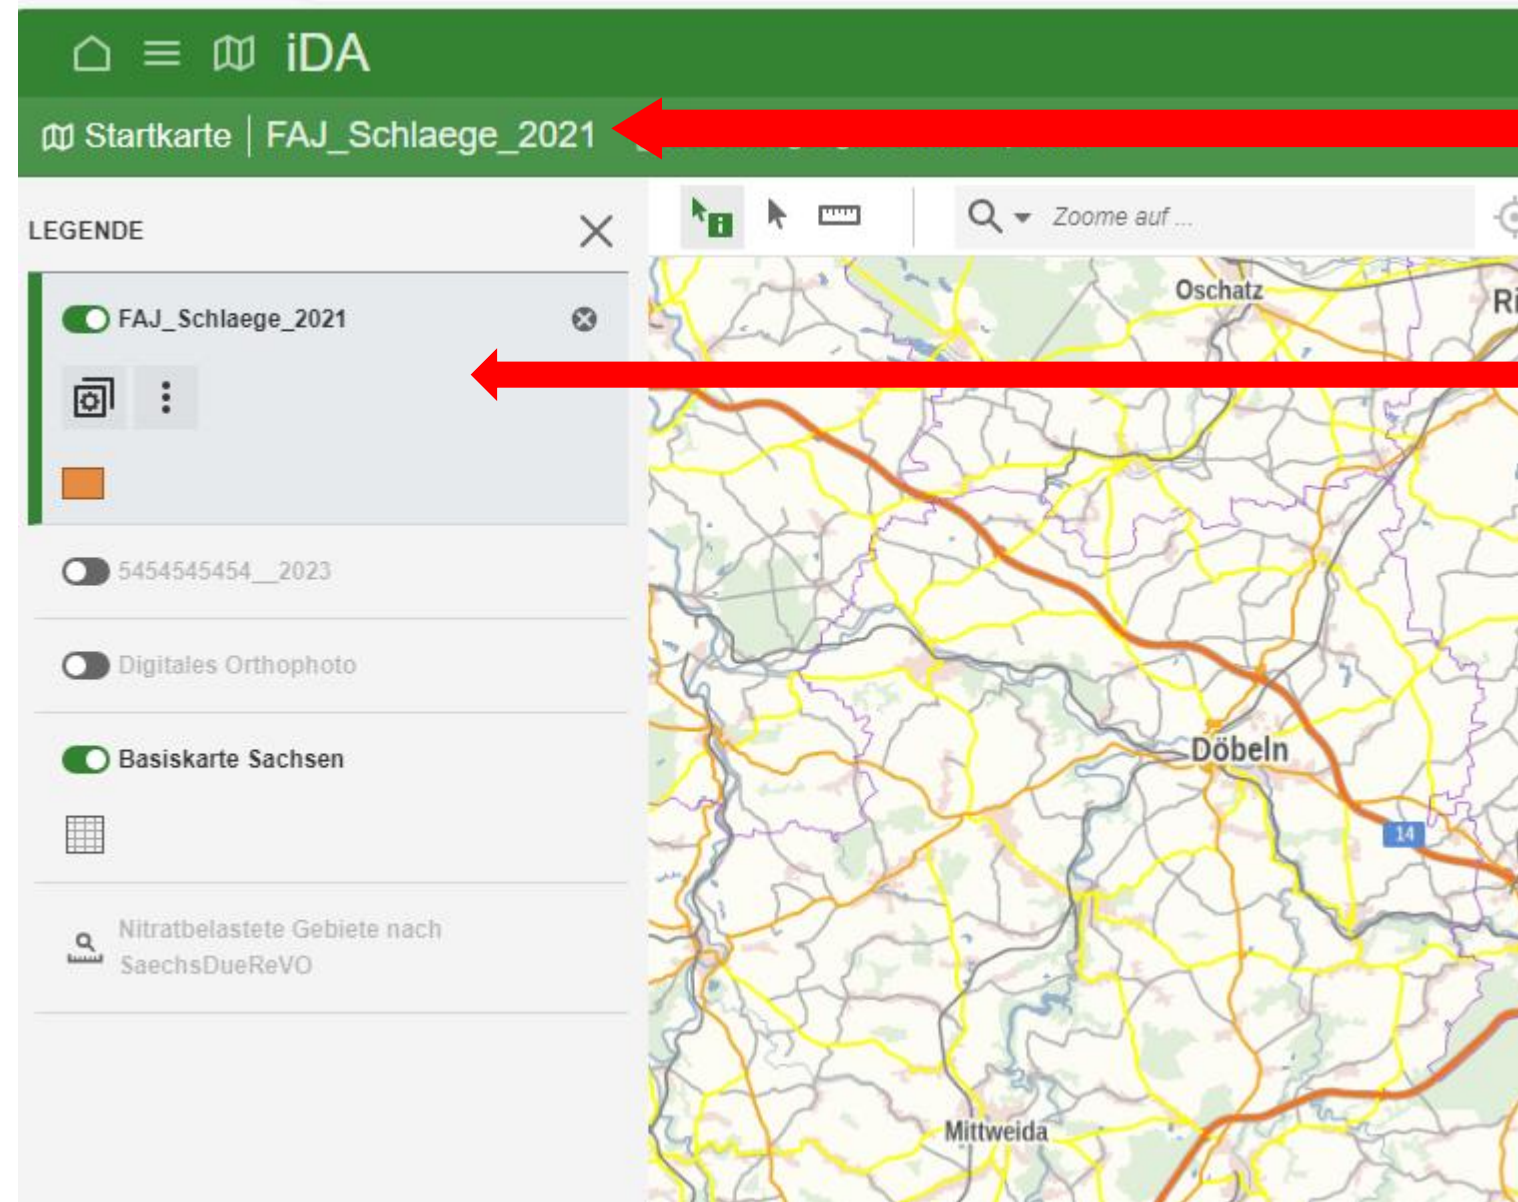 iDA
Startkarte | FAJ_Schlaege_2021
LEGENDE
Zoome auf ...
FAJ_Schlaege_2021
5454545454__2023
Digitales Orthophoto
Basiskarte Sachsen
Nitratbelastete Gebiete nach
SaechsDueReVO
Oschatz
Ri
Döbeln
14
Mittweida